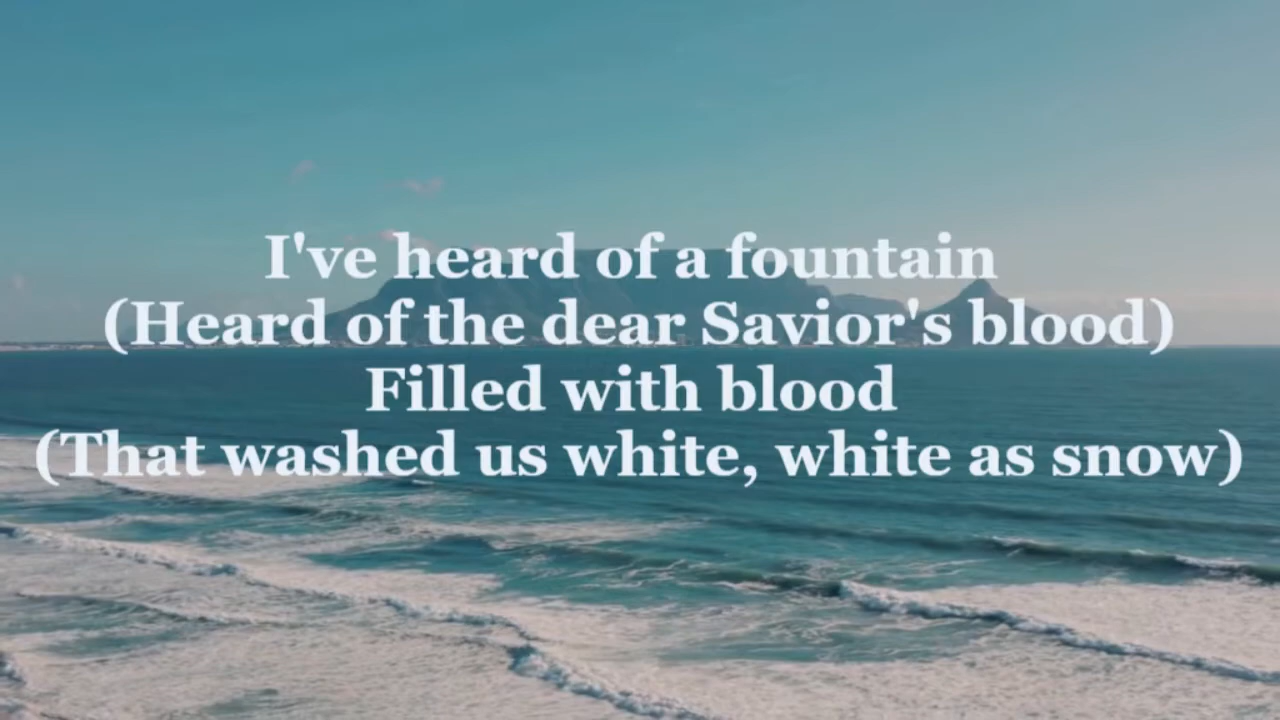 I've heard of a fountain
(Heard of the dear Savior's blood)
Filled with blood
(That washed us white, white as snow)